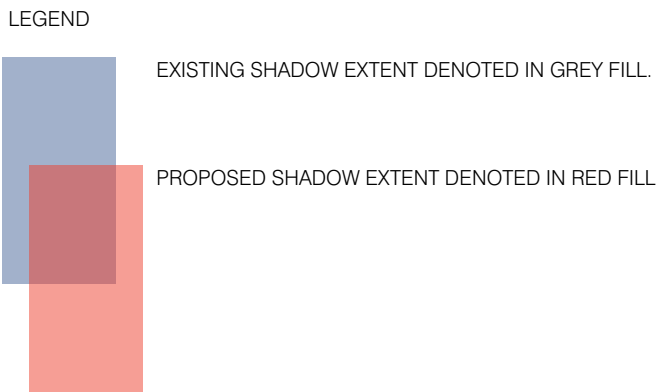 LEGEND
EXISTING SHADOW EXTENT DENOTED IN GREY FILL.
PROPOSED SHADOW EXTENT DENOTED IN RED FILL